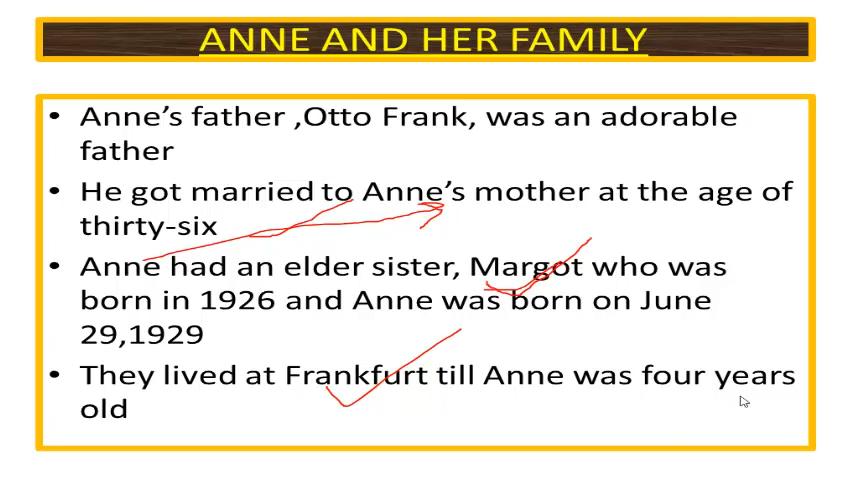 ANNE AND HER FAMILY
• Anne's father ,Otto Frank, was an adorable
father
• He got married to Anne's mother at the age of
thirty-six
• Anne had an elder sister, Margot who was
born in 1926 and Anne was born on June
29,1929
• They lived at Frankfurt till Anne was four years
old